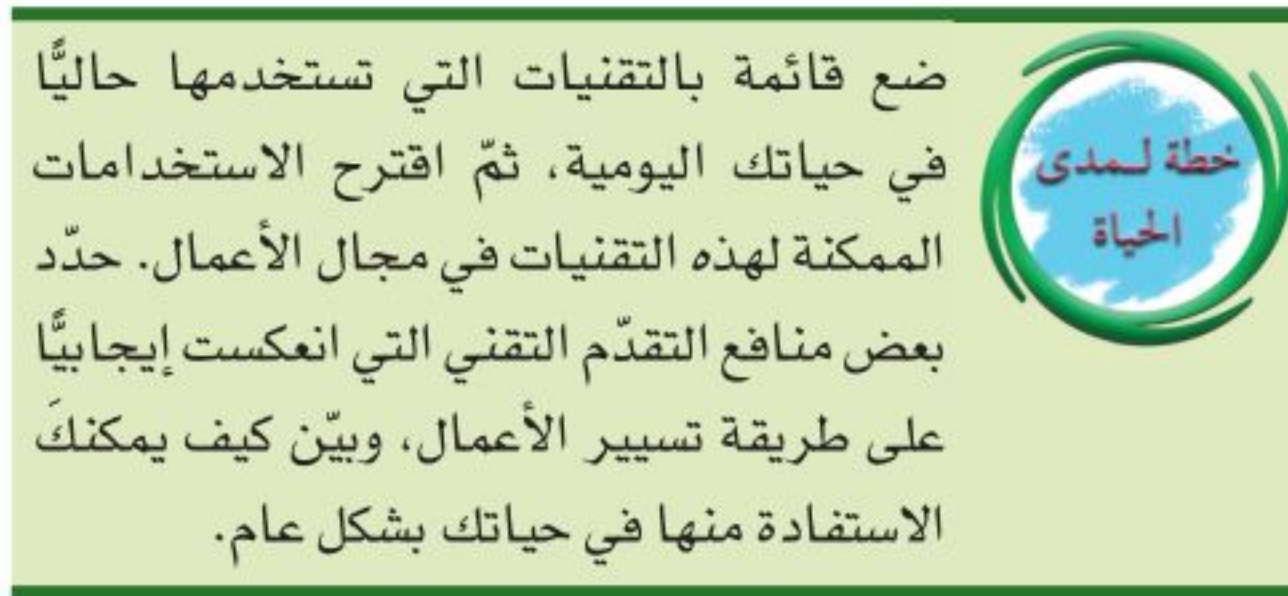 خطة لـمدى
الحياة
ضع قائمة بالتقنيات التي تستخدمها حاليًّا
في حياتك اليومية، ثمّ اقترح الاستخدامات
الممكنة لهذه التقنيات في مجال الأعمال. حدّد
بعض منافع التقدّم التقني التي انعكست إيجابيًّا
على طريقة تسيير الأعمال، وبيّن كيف يمكنكَ
الاستفادة منها في حياتك بشكل عام.